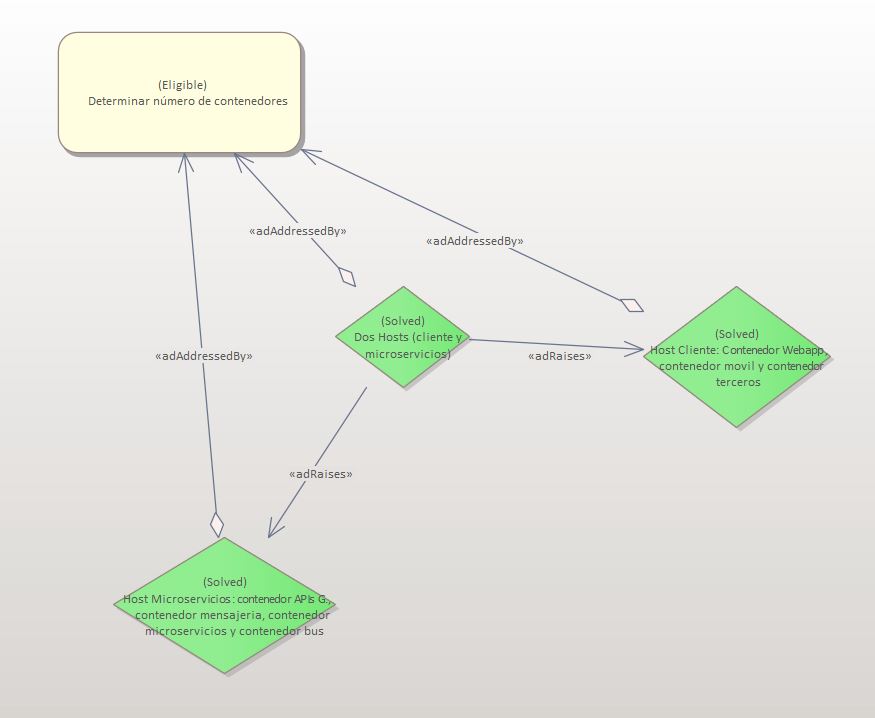 (Eligible)
Determinar número de contenedores
«adAddressedBy»
«adAddressedBy»
(Solved)
Dos Hosts (cliente y
microservicios)
(Solved)
Host Cliente: Contenedor Webapp,
contenedor movil y contenedor
terceros
«adAddressedBy»
«adRaises»
«adRaises»
(Solved)
Host Microservicios: contenedor APIs G.,
contenedor mensajeria, contenedor
microservicios y contenedor bus